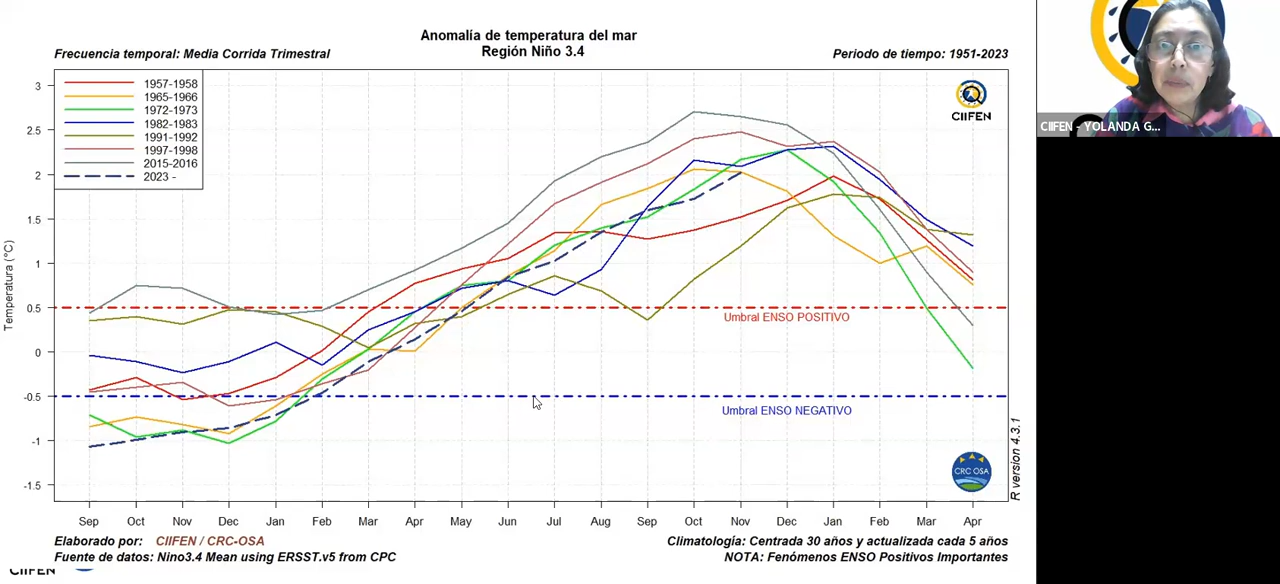 Anomalía de temperatura del mar
Región Niño 3.4
Frecuencia temporal: Media Corrida Trimestral
Periodo de tiempo: 1951-2023
3
2.5
2
1.5
1
0.5
0
-0.5
-1
-1.5
Temperatura (°C)
1957-1958
1965-1966
1972-1973
1982-1983
1991-1992
1997-1998
2015-2016
2023 -
CIIFEN
Umbral ENSO POSITIVO
Umbral ENSO NEGATIVO
CRC OSA
R version 4.3.1
Sep Oct Nov Dec Jan Feb Mar Apr May Jun Jul Aug Sep Oct Nov Dec Jan Feb Mar Apr
Elaborado por: CIIFEN / CRC-OSA
Climatología: Centrada 30 años y actualizada cada 5 años
Fuente de datos: Nino3.4 Mean using ERSST.v5 from CPC
NOTA: Fenómenos ENSO Positivos Importantes
CIIFEN
CIIFEN - YOLANDA G...